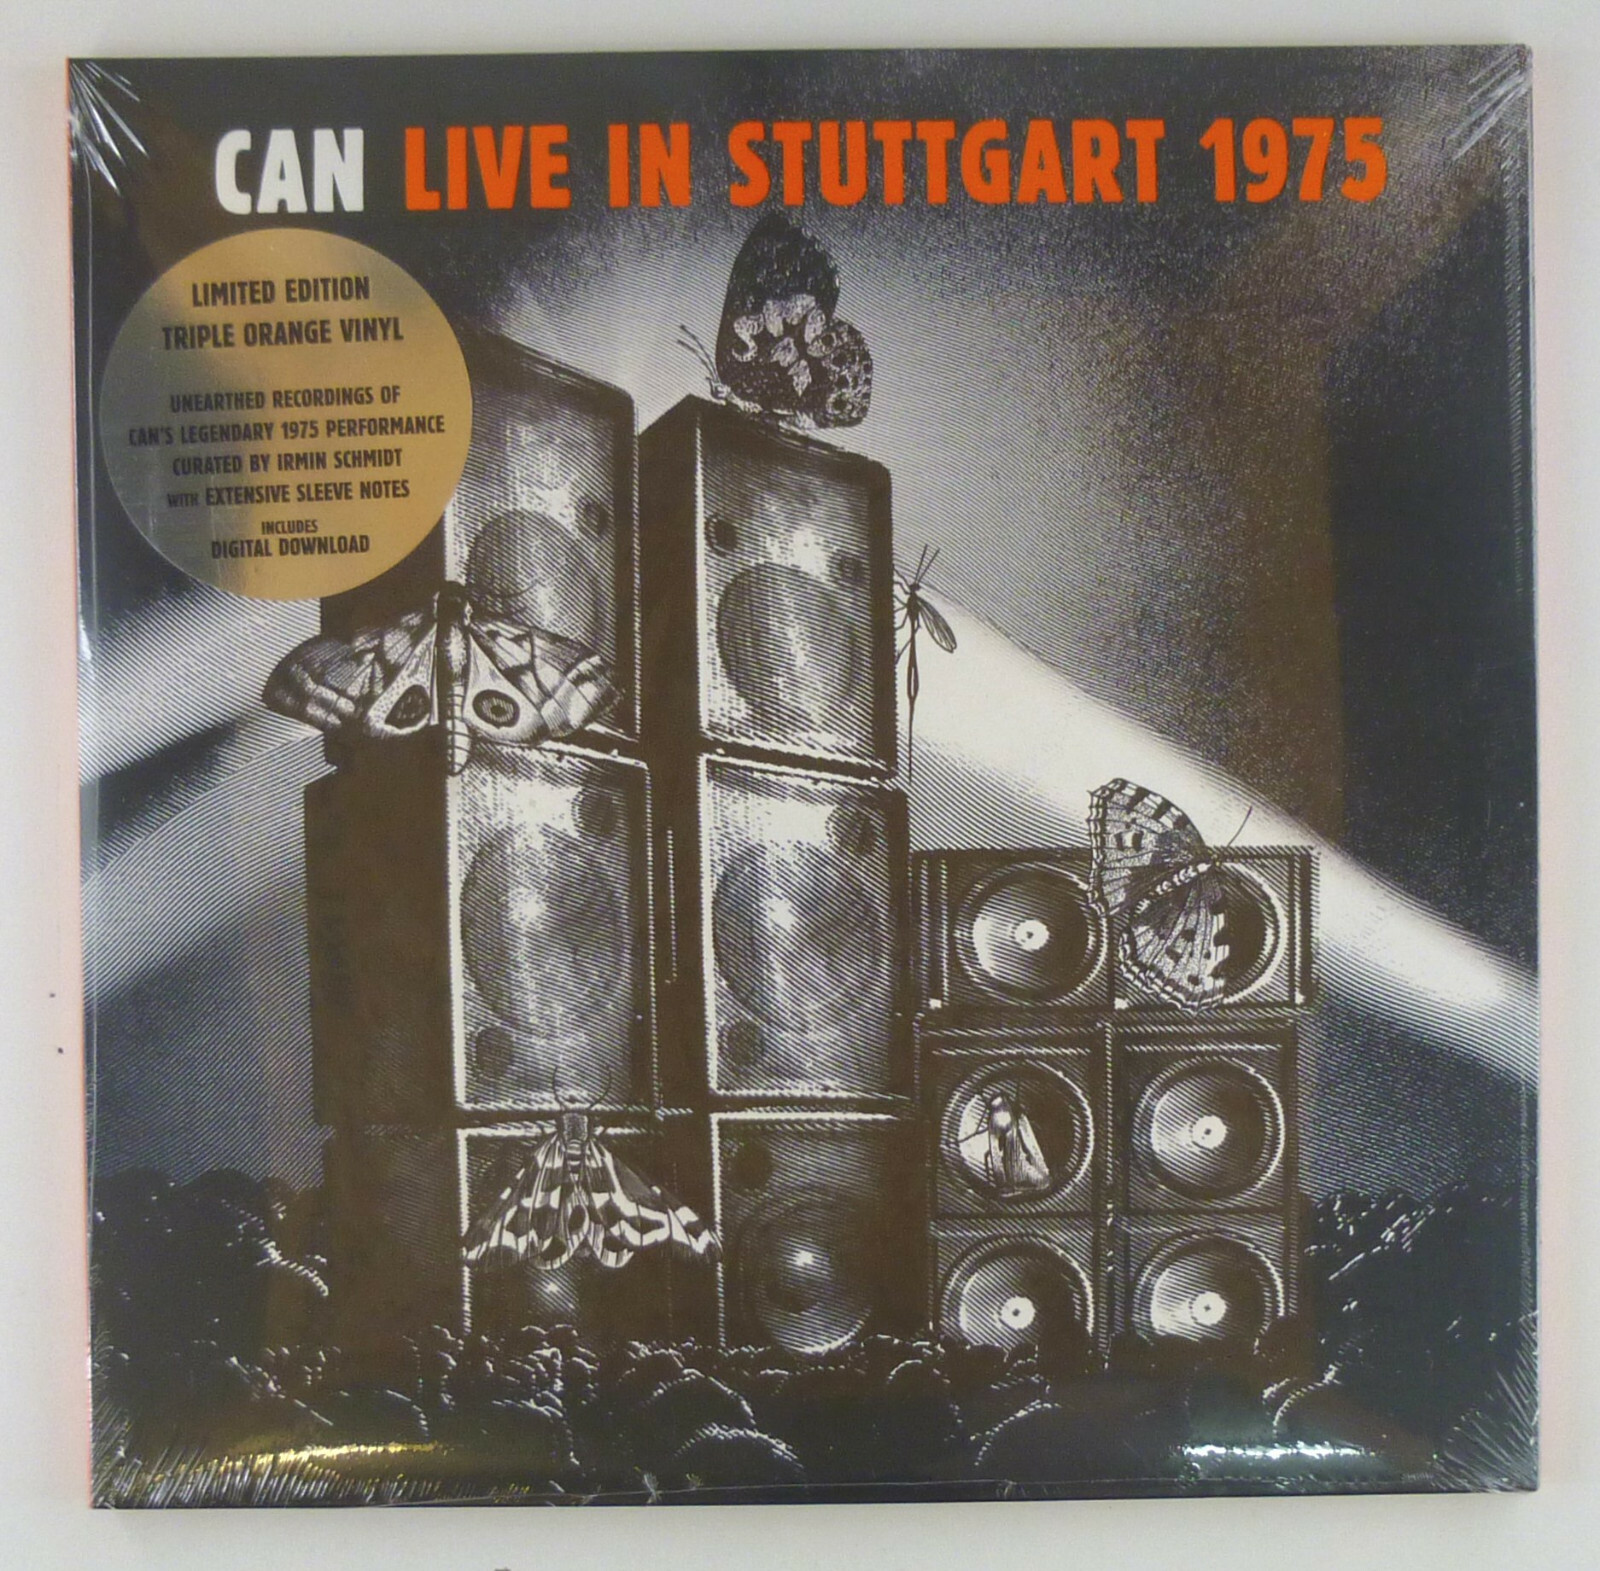 CAN LIVE IN STUTTGART 1975
LIMITED EDITION
TRIPLE ORANGE VINYL
UNEARTHED RECORDINGS OF
CAN'S LEGENDARY 1975 PERFORMANCE
CURATED BY IRMIN SCHMIDT
WITH EXTENSIVE SLEEVE NOTES
INCLUDES
DIGITAL DOWNLOAD